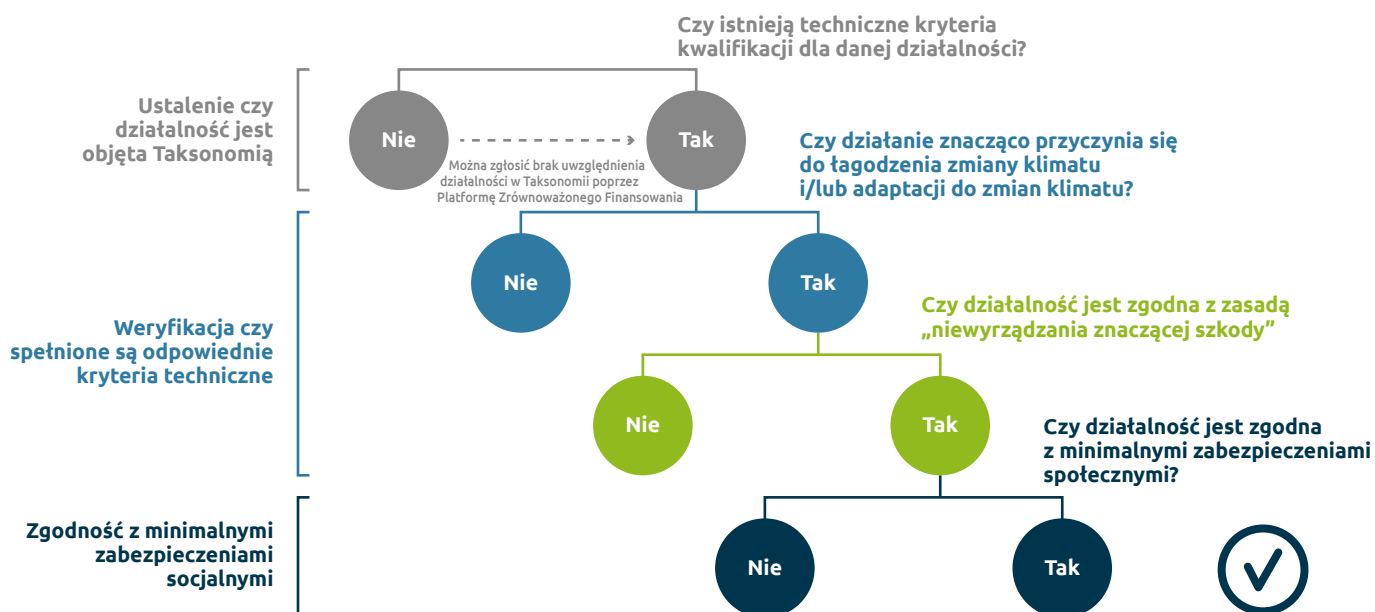 Czy istnieją techniczne kryteria
kwalifikacji dla danej działalności?
Ustalenie czy
działalność jest
objęta Taksonomią
Nie
Tak
Można zgłosić brak uwzględnienia
działalności w Taksonomii poprzez
Platformę Zrównoważonego Finansowania
Czy działanie znacząco przyczynia się
do łagodzenia zmiany klimatu
i/lub adaptacji do zmian klimatu?
Nie
Tak
Weryfikacja czy
spełnione są odpowiednie
kryteria techniczne
Czy działalność jest zgodna z zasadą
„niewyrządzania znaczącej szkody”
Nie
Tak
Czy działalność jest zgodna
z minimalnymi zabezpieczeniami
społecznymi?
Zgodność z minimalnymi
zabezpieczeniami
socjalnymi
Nie
Tak